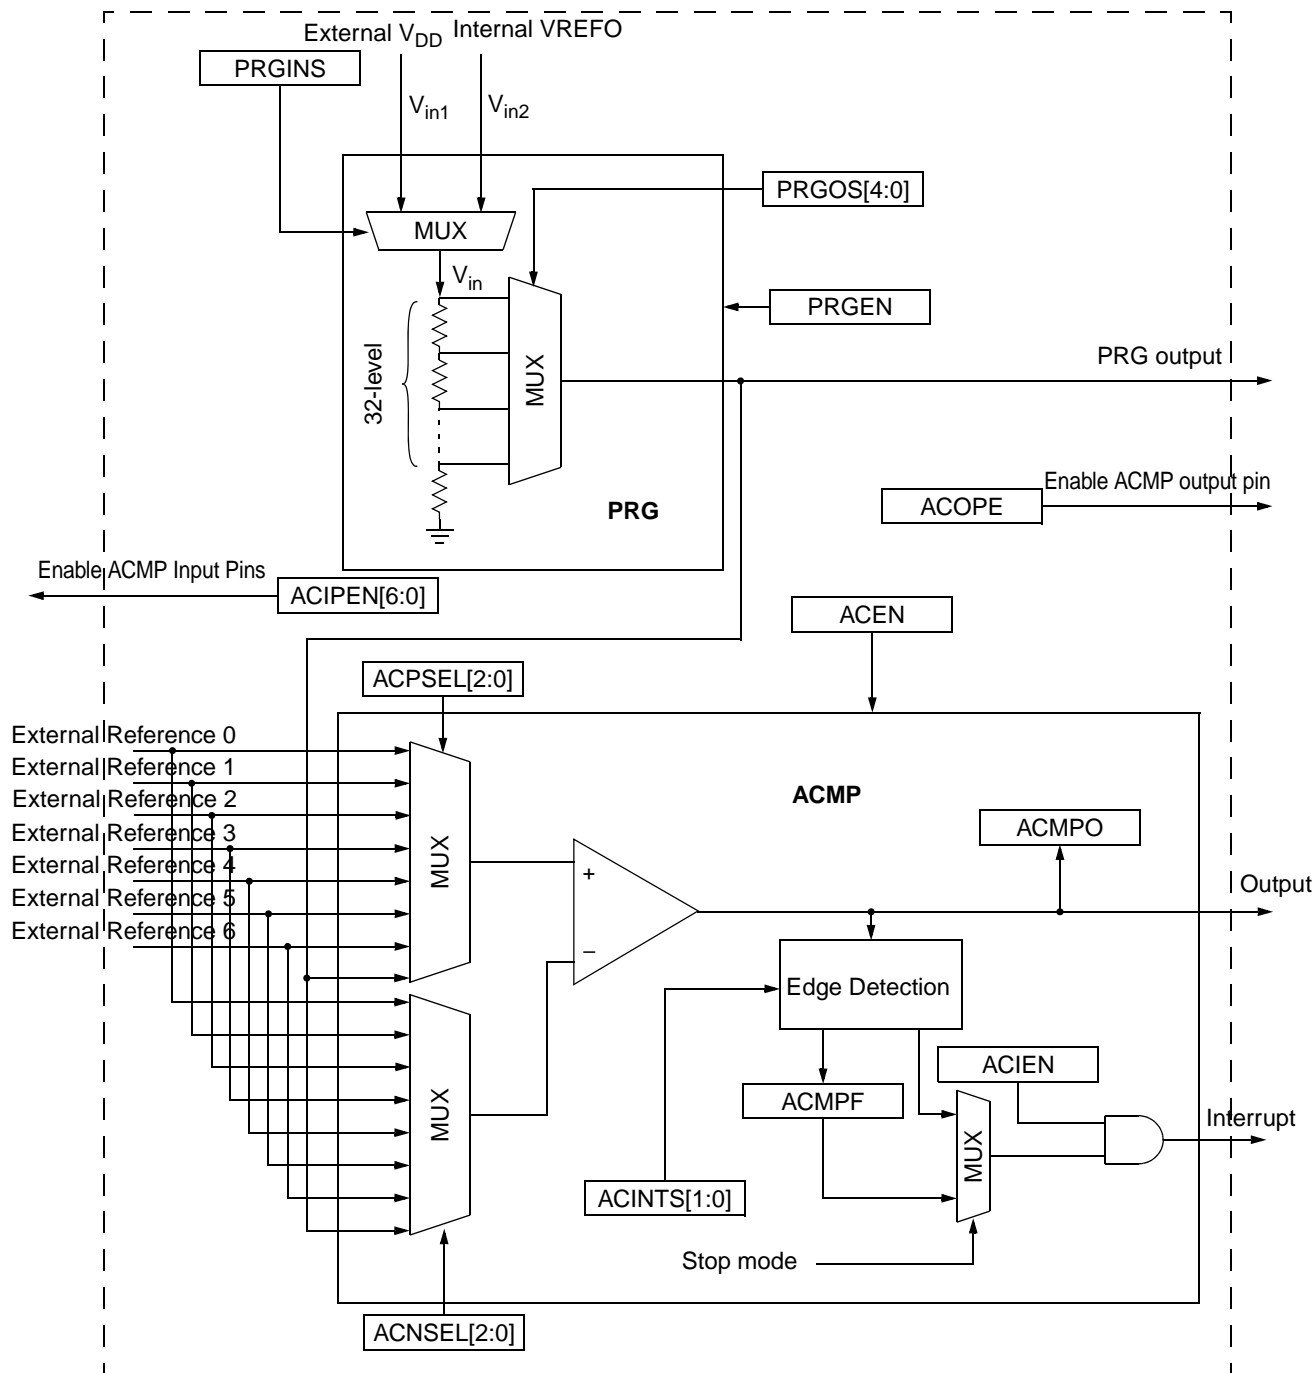 External VDD Internal VREFO
PRGINS
Vin1
Vin2
PRGOS[4:0]
MUX
Vin
PRGEN
32-level
MUX
PRG output
PRG
Enable ACMP output pin
ACOPE
Enable ACMP Input Pins
ACIPEN[6:0]
ACEN
ACPSEL[2:0]
External Reference 0
External Reference 1
External Reference 2
External Reference 3
External Reference 4
External Reference 5
External Reference 6
MUX
ACMP
ACMPO
+
−
Output
Edge Detection
MUX
ACIEN
ACMPF
MUX
Interrupt
ACINTS[1:0]
Stop mode
ACNSEL[2:0]